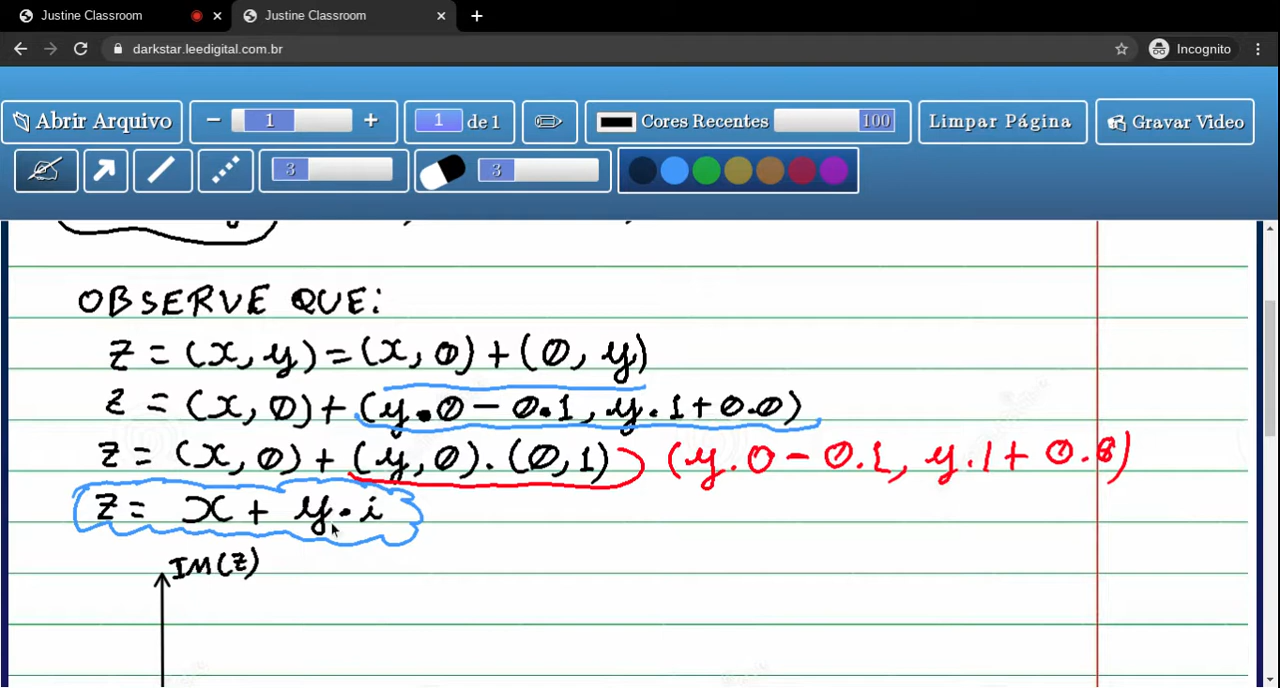 Justine Classroom
Justine Classroom
darkstar.leedigital.com.br
Incognito
Abrir Arquivo
− 1 +
1 de 1
Cores Recentes 100
Limpar Página
Gravar Video
3
3
OBSERVE QUE:
Z = (x, y) = (x, 0) + (0, y)
Z = (x, 0) + (y.0 − 0.1, y.1 + 0.0)
Z = (x, 0) + (y, 0).(0, 1) (y.0 − 0.1, y.1 + 0.0)
Z = x + y.i
IM(Z)